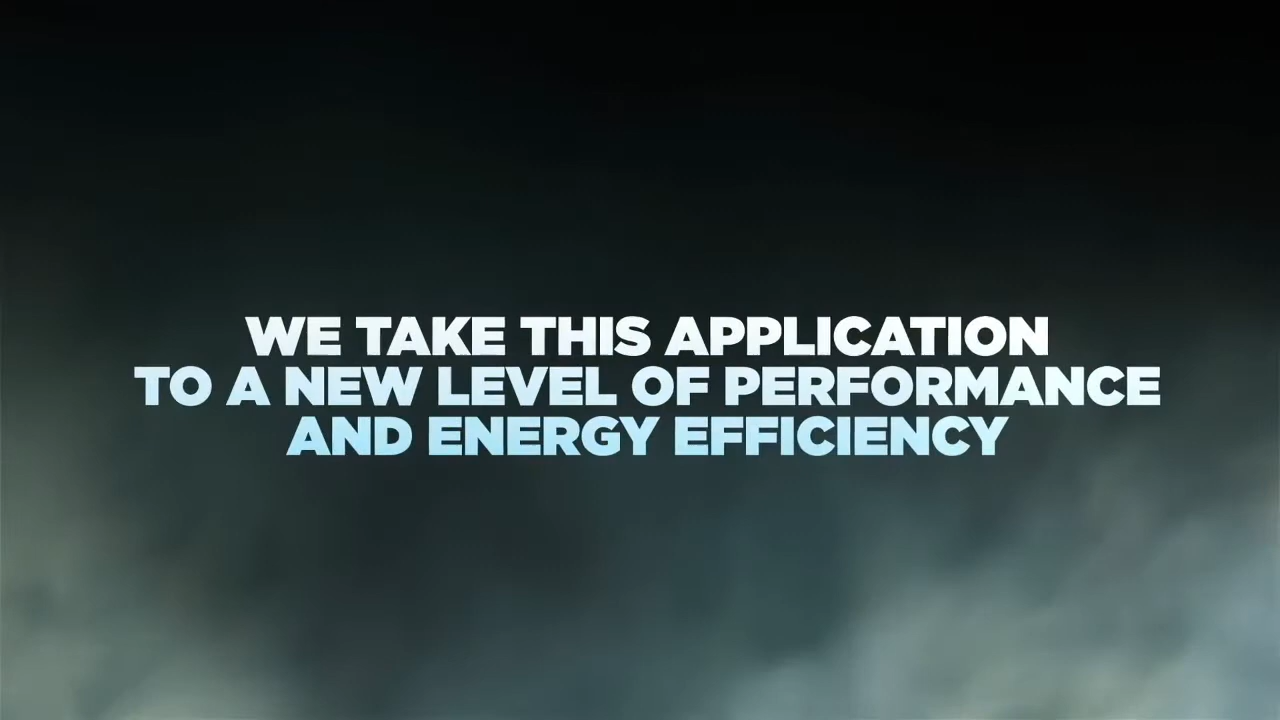 WE TAKE THIS APPLICATION
TO A NEW LEVEL OF PERFORMANCE
AND ENERGY EFFICIENCY